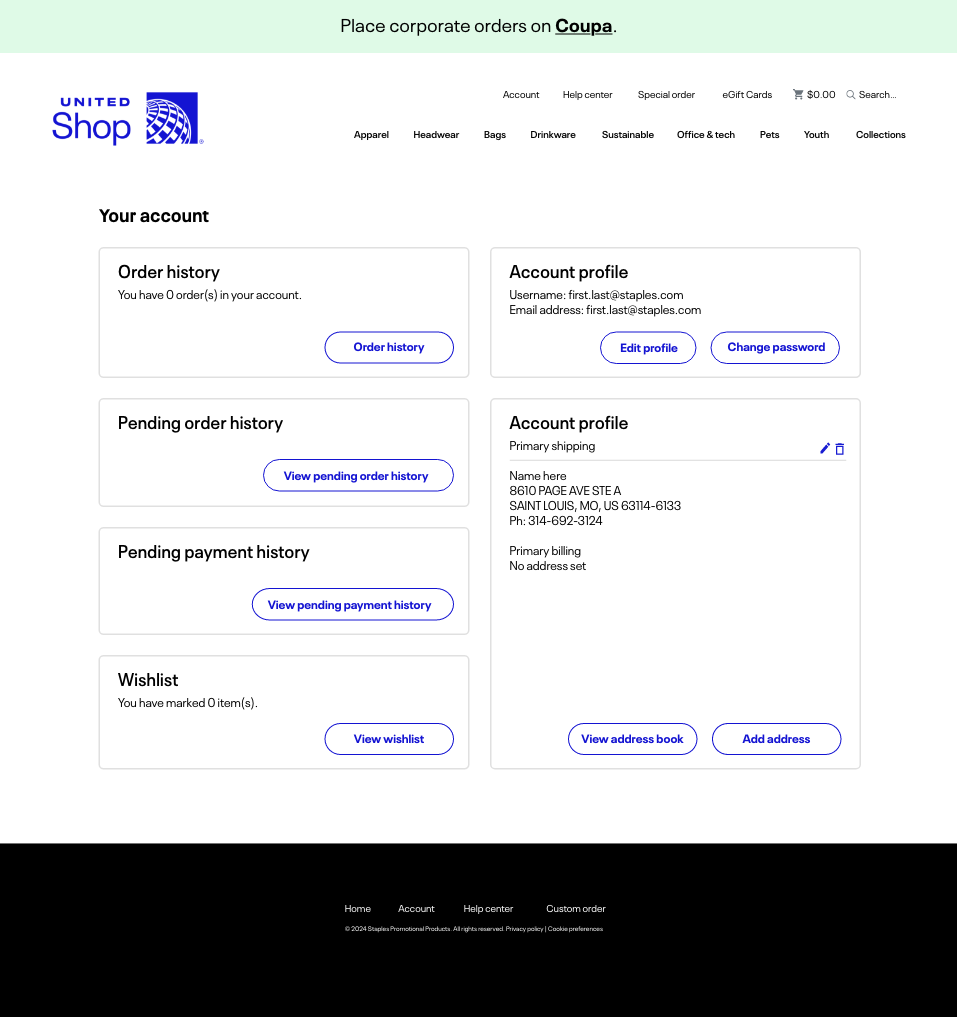 Place corporate orders on Coupa.
UNITED
Shop
Account Help center Special order eGift Cards $0.00 Search...
Apparel Headwear Bags Drinkware Sustainable Office & tech Pets Youth Collections
Your account
Order history
You have 0 order(s) in your account.
Order history
Account profile
Username: first.last@staples.com
Email address: first.last@staples.com
Edit profile Change password
Pending order history
View pending order history
Pending payment history
View pending payment history
Wishlist
You have marked 0 item(s).
View wishlist
Account profile
Primary shipping
Name here
8610 PAGE AVE STE A
SAINT LOUIS, MO, US 63114-6133
Ph: 314-692-3124
Primary billing
No address set
View address book Add address
Home Account Help center Custom order
© 2024 Staples Promotional Products. All rights reserved. Privacy policy | Cookie preferences